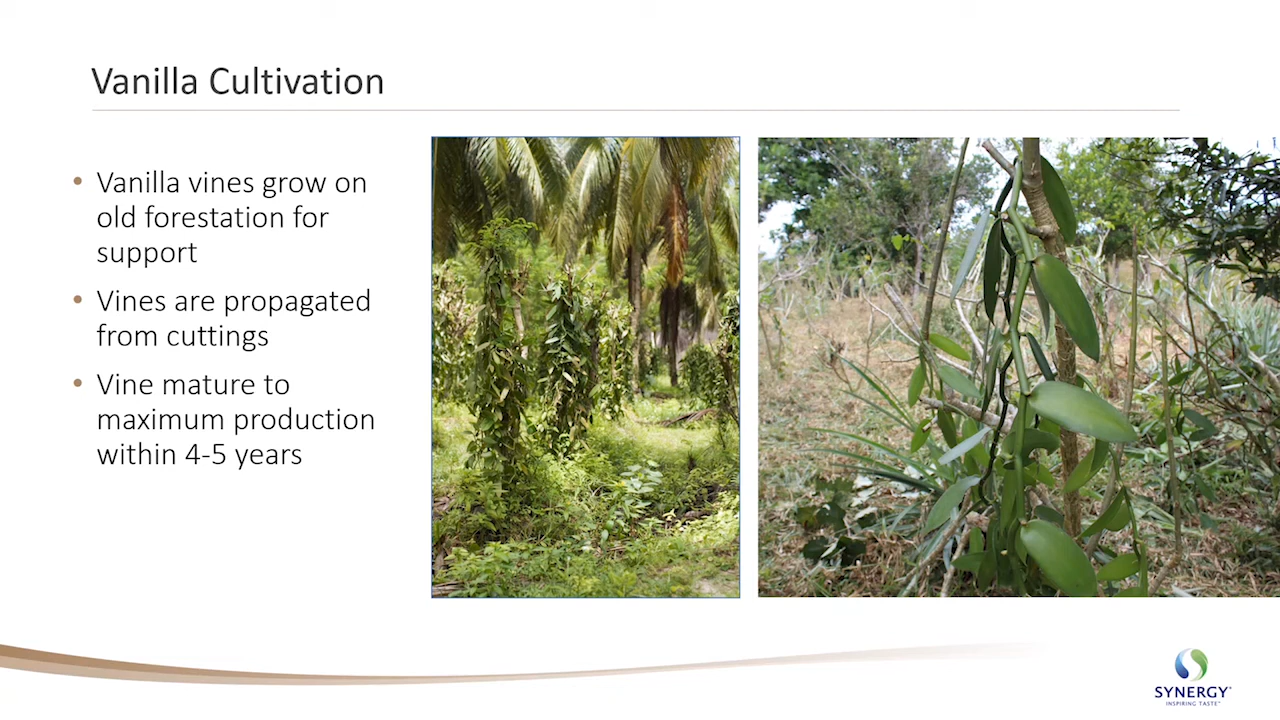 Vanilla Cultivation
• Vanilla vines grow on
old forestation for
support
• Vines are propagated
from cuttings
• Vine mature to
maximum production
within 4-5 years
SYNERGY
INSPIRING TASTE